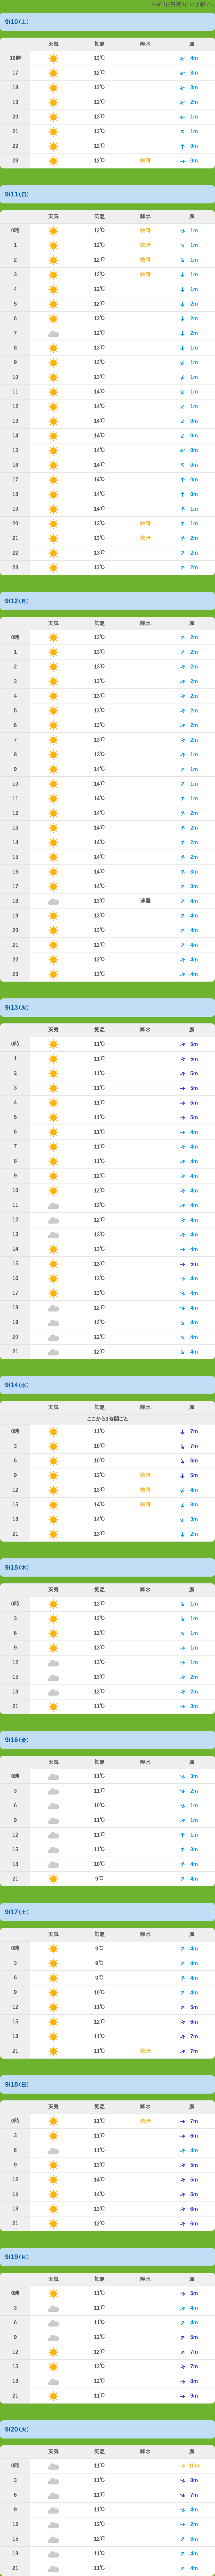 の予報です
9/10(土)
天気 気温 降水 風
16時 13℃ 4m
17 12℃ 3m
18 12℃ 3m
19 12℃ 2m
20 12℃ 1m
21 13℃ 1m
22 12℃ 0m
23 12℃ 快晴 0m
9/11(日)
天気 気温 降水 風
0時 12℃ 快晴 1m
1 12℃ 快晴 1m
2 12℃ 快晴 1m
3 12℃ 快晴 1m
4 12℃ 1m
5 12℃ 2m
6 12℃ 2m
7 12℃ 2m
8 13℃ 1m
9 13℃ 1m
10 13℃ 1m
11 14℃ 1m
12 14℃ 1m
13 14℃ 0m
14 14℃ 0m
15 14℃ 0m
16 14℃ 0m
17 14℃ 0m
18 14℃ 0m
19 14℃ 1m
20 13℃ 快晴 1m
21 13℃ 快晴 2m
22 13℃ 2m
23 13℃ 2m
9/12(月)
天気 気温 降水 風
0時 13℃ 2m
1 13℃ 2m
2 13℃ 2m
3 13℃ 2m
4 13℃ 2m
5 13℃ 2m
6 13℃ 2m
7 13℃ 2m
8 13℃ 1m
9 14℃ 1m
10 14℃ 1m
11 14℃ 1m
12 14℃ 2m
13 14℃ 2m
14 14℃ 2m
15 14℃ 2m
16 14℃ 3m
17 14℃ 3m
18 13℃ 薄曇 4m
19 13℃ 4m
20 13℃ 4m
21 12℃ 4m
22 12℃ 4m
23 12℃ 4m
9/13(火)
天気 気温 降水 風
0時 11℃ 5m
1 11℃ 5m
2 11℃ 5m
3 11℃ 5m
4 11℃ 5m
5 11℃ 5m
6 11℃ 4m
7 11℃ 4m
8 11℃ 4m
9 12℃ 4m
10 12℃ 4m
11 12℃ 4m
12 12℃ 4m
13 13℃ 4m
14 13℃ 4m
15 13℃ 5m
16 13℃ 4m
17 13℃ 4m
18 12℃ 4m
19 12℃ 4m
20 12℃ 4m
21 12℃ 4m
9/14(水)
天気 気温 降水 風
ここから3時間ごと
0時 11℃ 7m
3 10℃ 7m
6 10℃ 6m
9 12℃ 快晴 5m
12 13℃ 快晴 4m
15 14℃ 快晴 3m
18 14℃ 3m
21 13℃ 2m
9/15(木)
天気 気温 降水 風
0時 13℃ 1m
3 12℃ 1m
6 12℃ 1m
9 13℃ 1m
12 13℃ 1m
15 13℃ 2m
18 12℃ 2m
21 11℃ 3m
9/16(金)
天気 気温 降水 風
0時 11℃ 3m
3 11℃ 2m
6 10℃ 1m
9 11℃ 1m
12 11℃ 1m
15 11℃ 3m
18 10℃ 4m
21 9℃ 4m
9/17(土)
天気 気温 降水 風
0時 9℃ 4m
3 9℃ 4m
6 9℃ 4m
9 10℃ 4m
12 11℃ 5m
15 12℃ 6m
18 11℃ 7m
21 11℃ 快晴 7m
9/18(日)
天気 気温 降水 風
0時 11℃ 快晴 7m
3 11℃ 6m
6 11℃ 4m
9 13℃ 5m
12 14℃ 5m
15 14℃ 5m
18 13℃ 6m
21 12℃ 6m
9/19(月)
天気 気温 降水 風
0時 11℃ 5m
3 11℃ 4m
6 11℃ 4m
9 12℃ 5m
12 12℃ 7m
15 12℃ 7m
18 12℃ 8m
21 11℃ 9m
9/20(火)
天気 気温 降水 風
0時 11℃ 10m
3 11℃ 8m
6 11℃ 7m
9 11℃ 4m
12 12℃ 2m
15 12℃ 3m
18 11℃ 4m
21 11℃ 4m